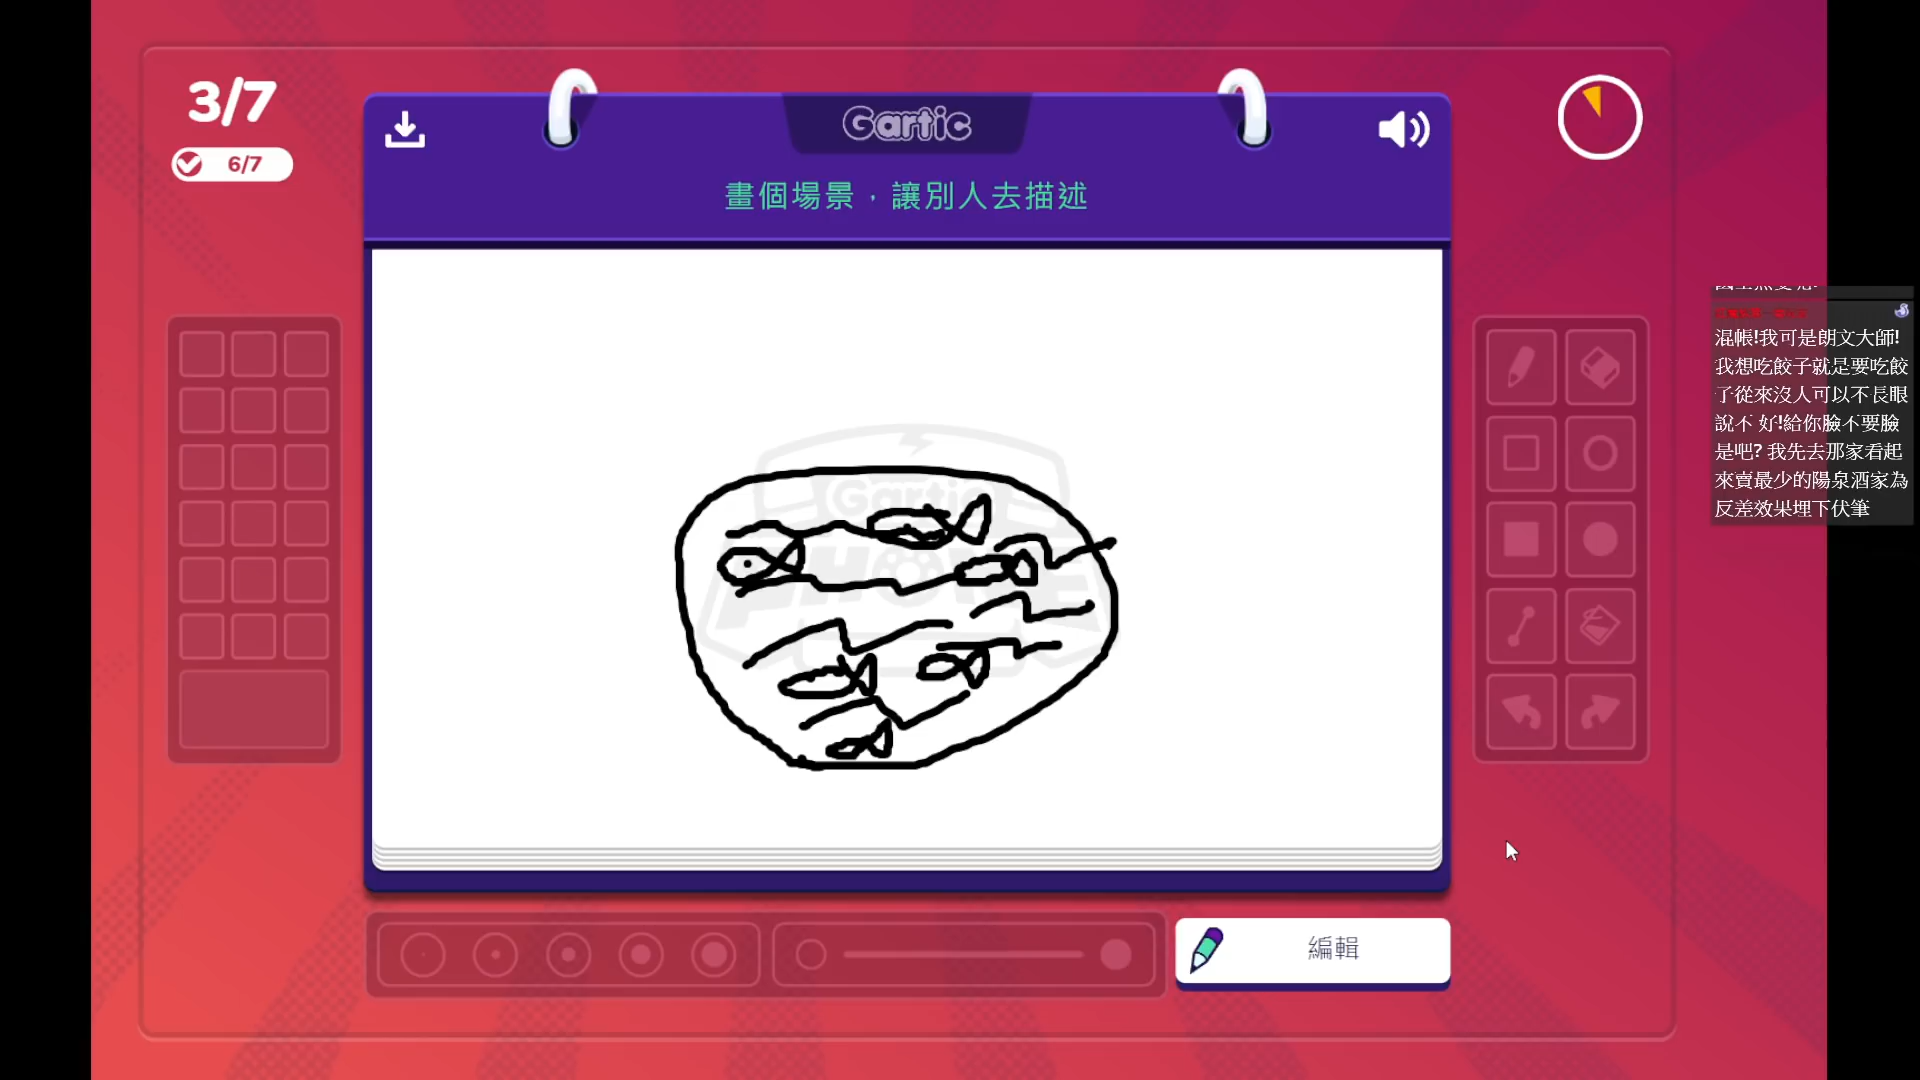 3/7
6/7
Gartic
畫個場景，讓別人去描述
Gartic
PHONE
混帳!我可是朗文大師!
我想吃餃子就是要吃餃
子從來沒人可以不長眼
說不 好!給你臉不要臉
是吧? 我先去那家看起
來賣最少的陽泉酒家為
反差效果埋下伏筆
編輯